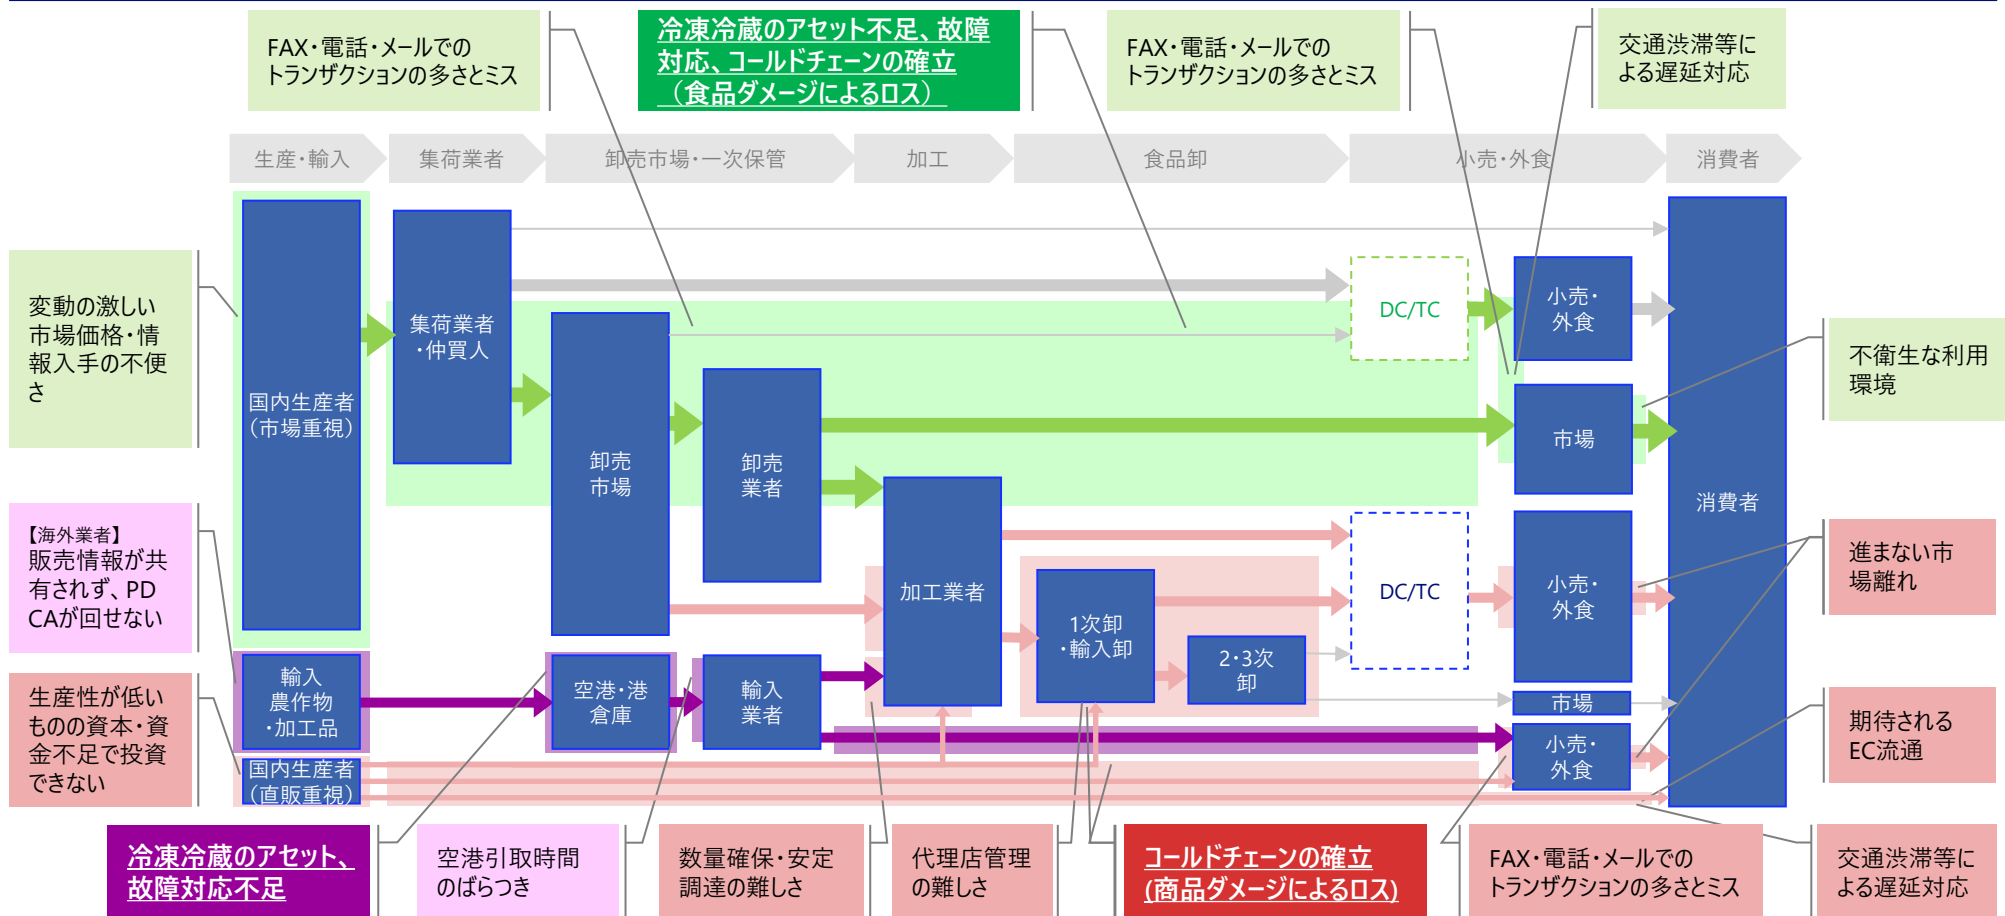 FAX・電話・メールでの
トランザクションの多さとミス
冷凍冷蔵のアセット不足、故障
対応、コールドチェーンの確立
（食品ダメージによるロス）
FAX・電話・メールでの
トランザクションの多さとミス
交通渋滞等に
よる遅延対応
生産・輸入
集荷業者
卸売市場・一次保管
加工
食品卸
小売・外食
消費者
変動の激しい
市場価格・情
報入手の不便
さ
国内生産者
（市場重視）
集荷業者
・仲買人
卸売
市場
卸売
業者
DC/TC
小売・
外食
市場
消費者
不衛生な利用
環境
【海外業者】
販売情報が共
有されず、PD
CAが回せない
輸入
農作物
・加工品
空港・港
倉庫
輸入
業者
加工業者
1次卸
・輸入卸
2・3次
卸
DC/TC
小売・
外食
市場
小売・
外食
進まない市
場離れ
期待される
EC流通
生産性が低い
ものの資本・資
金不足で投資
できない
国内生産者
（直販重視）
冷凍冷蔵のアセット、
故障対応不足
空港引取時間
のばらつき
数量確保・安定
調達の難しさ
代理店管理
の難しさ
コールドチェーンの確立
(商品ダメージによるロス)
FAX・電話・メールでの
トランザクションの多さとミス
交通渋滞等に
よる遅延対応